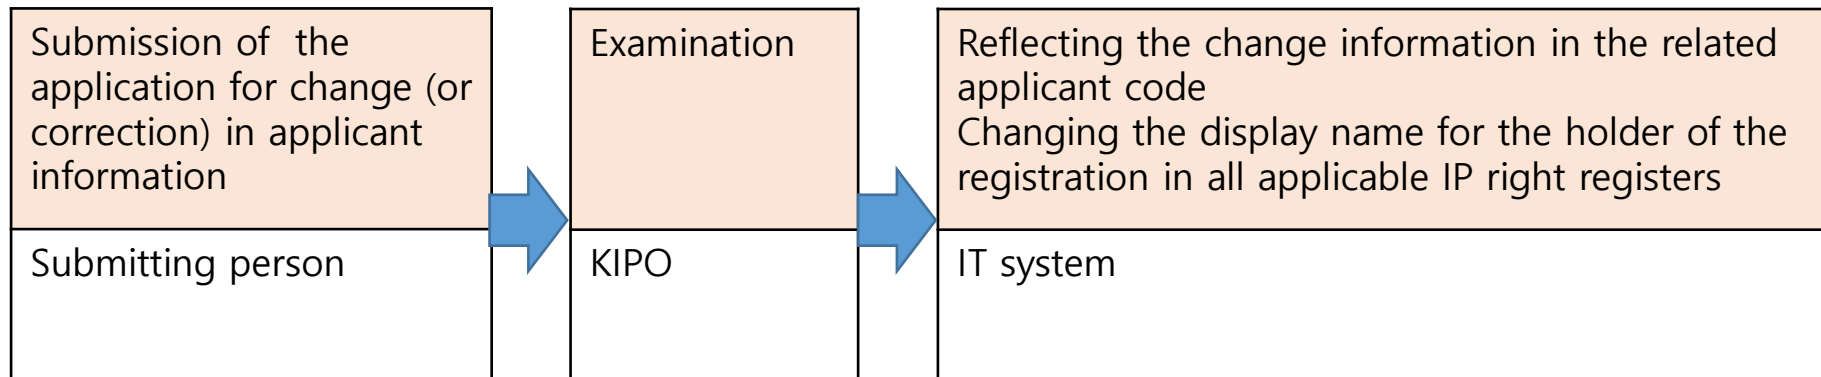 Submission of the
application for change (or
correction) in applicant
information
Submitting person
Examination
KIPO
Reflecting the change information in the related
applicant code
Changing the display name for the holder of the
registration in all applicable IP right registers
IT system